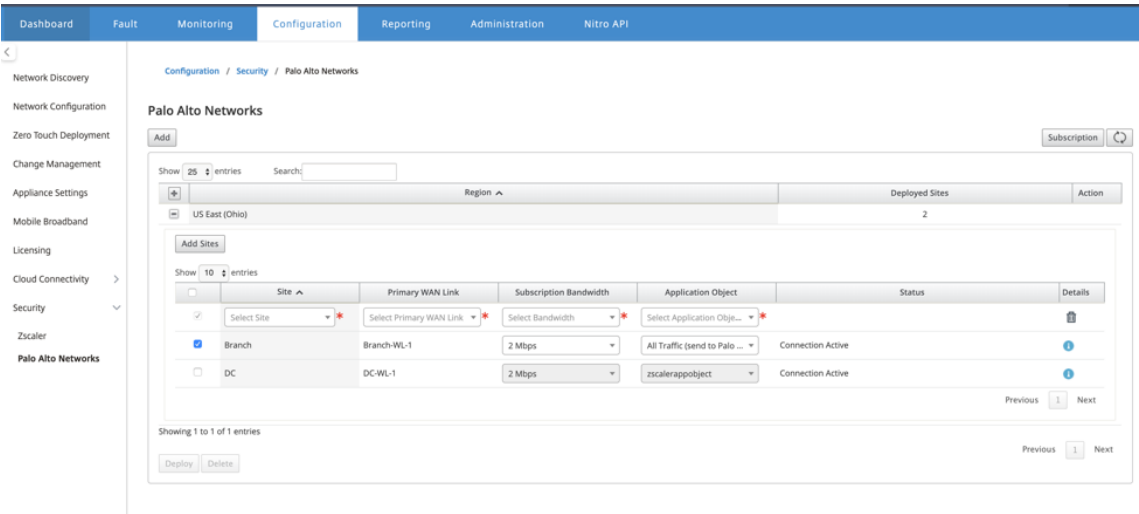 Dashboard Fault Monitoring Configuration Reporting Administration Nitro API
Network Discovery
Network Configuration
Zero Touch Deployment
Change Management
Appliance Settings
Mobile Broadband
Licensing
Cloud Connectivity
Security
Zscaler
Palo Alto Networks
Configuration / Security / Palo Alto Networks
Palo Alto Networks
Add Subscription
Show 25 entries Search:
Region Deployed Sites Action
US East (Ohio) 2
Add Sites
Show 10 entries
Site Primary WAN Link Subscription Bandwidth Application Object Status Details
Select Site * Select Primary WAN Link * Select Bandwidth * Select Application Obje... *
Branch Branch-WL-1 2 Mbps All Traffic (send to Palo ... Connection Active
DC DC-WL-1 2 Mbps zscalerappobject Connection Active
Previous 1 Next
Showing 1 to 1 of 1 entries
Previous 1 Next
Deploy Delete